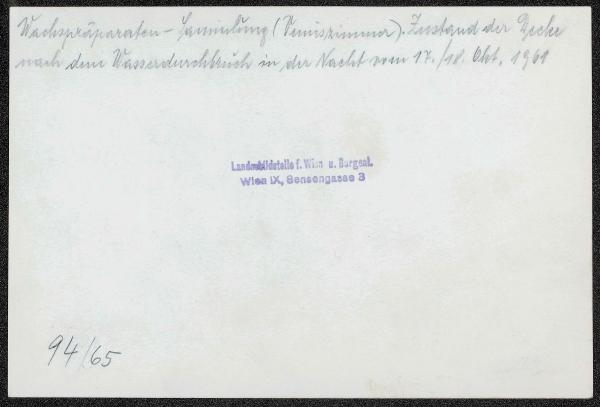 Wachspräparaten-Sammlung (Venuszimmer). Zustand der Decke
nach dem Wasserdurchbruch in der Nacht vom 17./18. Okt. 1961
Landesbildstelle f. Wien u. Burgenl.
Wien IX, Sensengasse 3
94/65